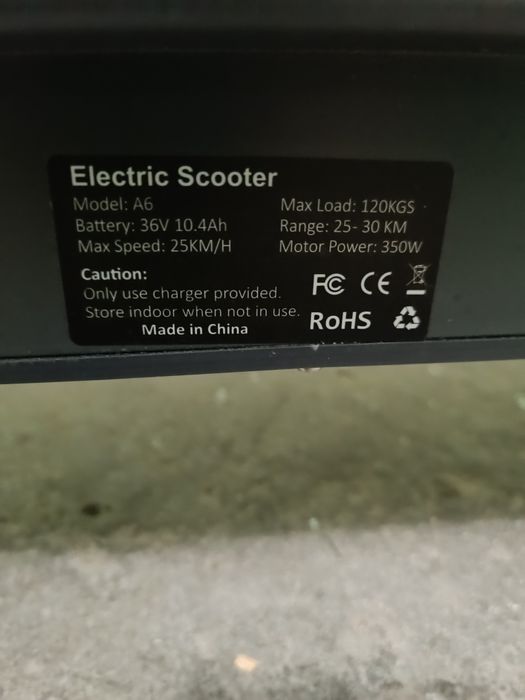 Electric Scooter
Model: A6
Max Load: 120KGS
Battery: 36V 10.4Ah
Range: 25- 30 KM
Max Speed: 25KM/H
Motor Power: 350W
Caution:
Only use charger provided.
Store indoor when not in use.
Made in China
FC CE
RoHS